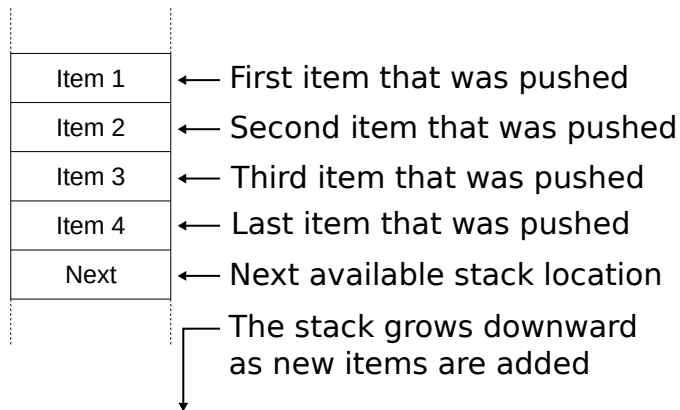 Item 1
First item that was pushed
Item 2
Second item that was pushed
Item 3
Third item that was pushed
Item 4
Last item that was pushed
Next
Next available stack location
The stack grows downward
as new items are added